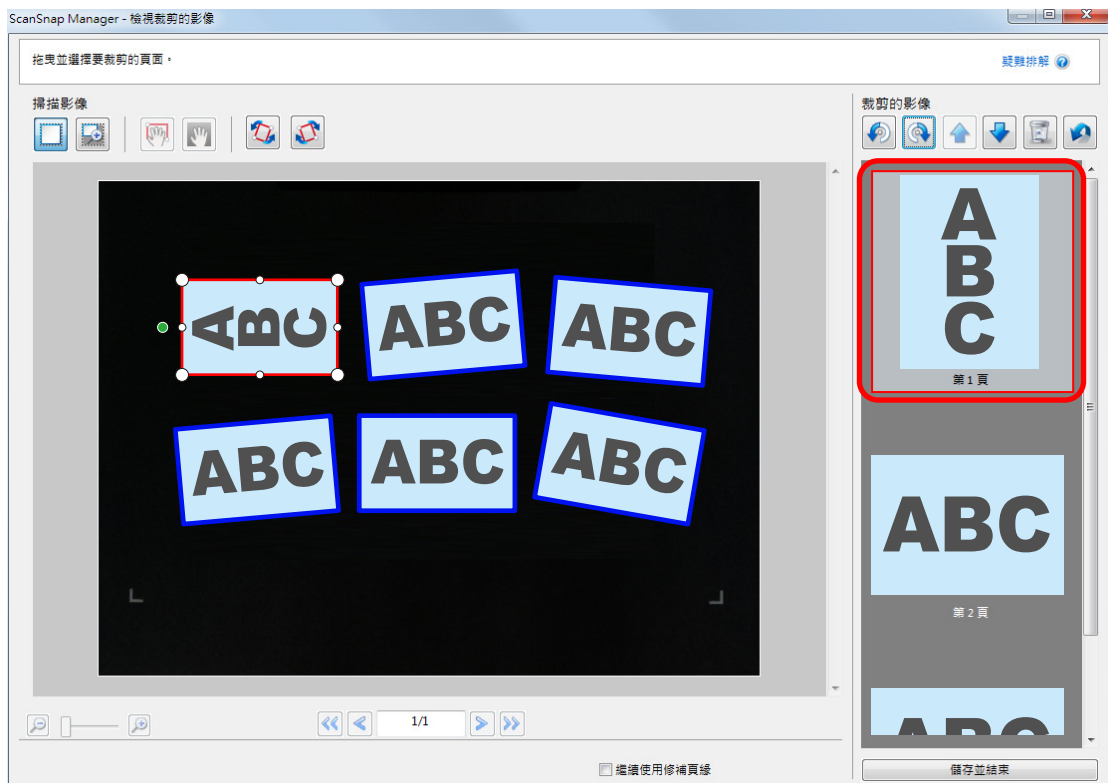 ScanSnap Manager - 檢視裁剪的影像
拖曳並選擇要裁剪的頁面。
疑難排解 ?
掃描影像
裁剪的影像
A
B
C
第 1 頁
ABC
ABC
ABC
ABC
ABC
ABC
ABC
第 2 頁
ABC
1/1
繼續使用修補頁緣
儲存並結束